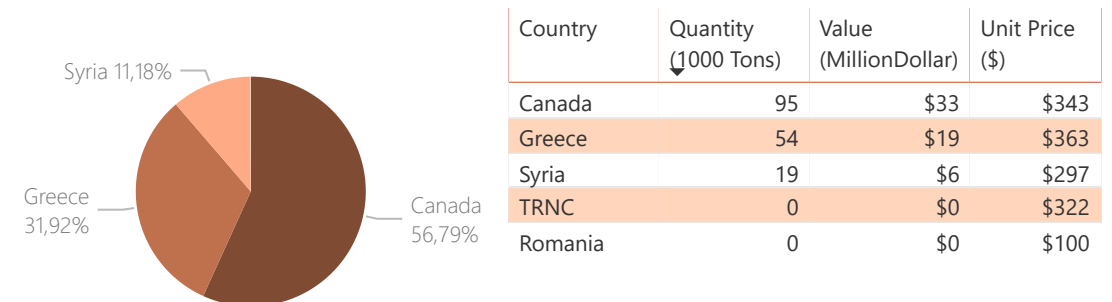 Syria 11,18%
Greece
31,92%
Canada
56,79%
Country Quantity (1000 Tons) Value (MillionDollar) Unit Price ($)
Canada 95 $33 $343
Greece 54 $19 $363
Syria 19 $6 $297
TRNC 0 $0 $322
Romania 0 $0 $100